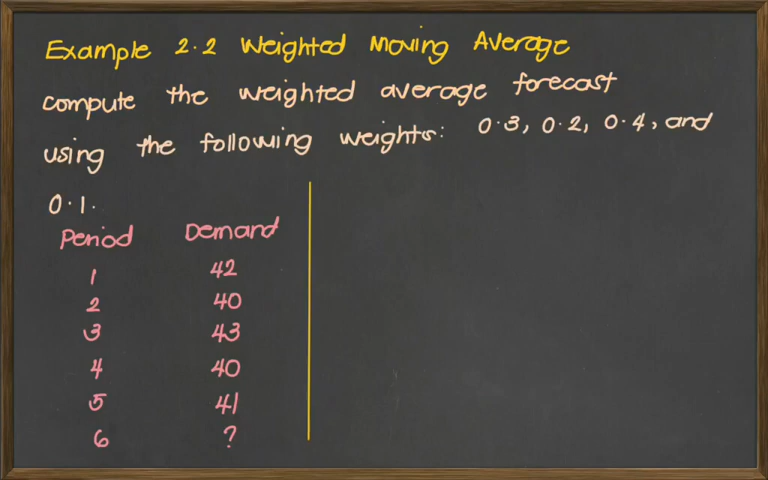 Example 2.2 Weighted Moving Average
compute the weighted average forecast
using the following weights: 0.3, 0.2, 0.4, and
0.1.
Period Demand
1 42
2 40
3 43
4 40
5 41
6 ?